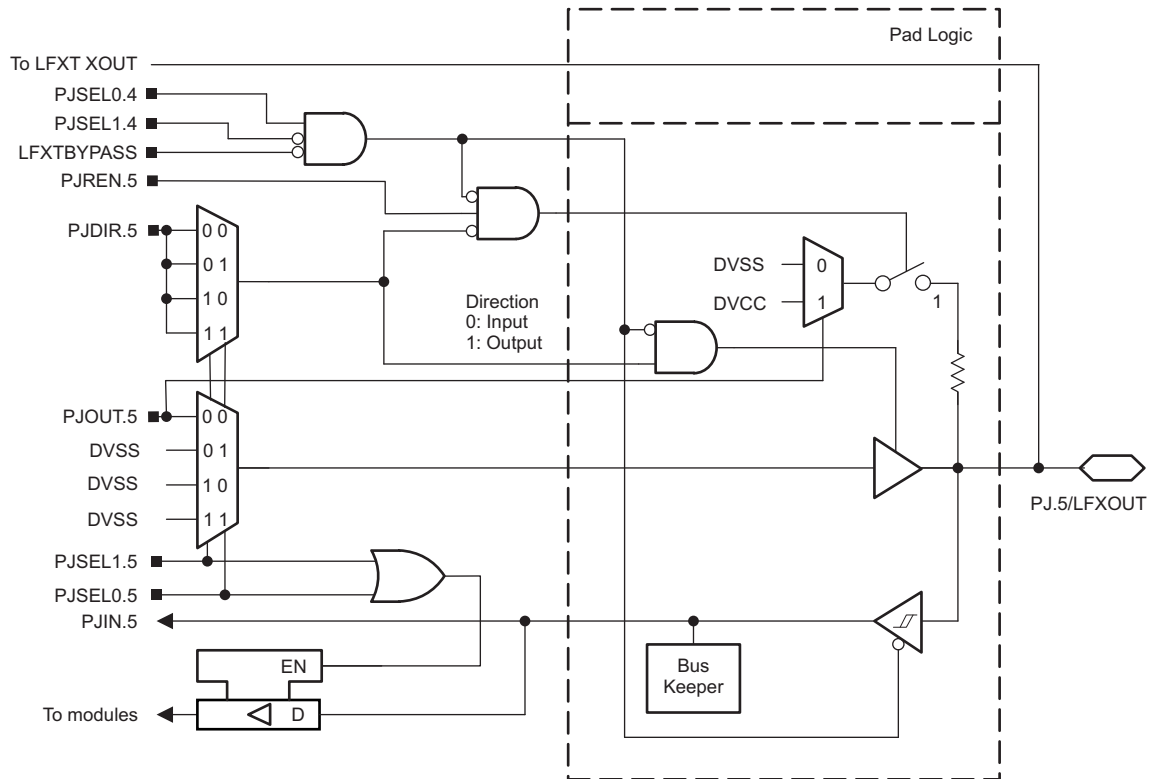 Pad Logic
To LFXT XOUT
PJSEL0.4
PJSEL1.4
LFXTBYPASS
PJREN.5
PJDIR.5
0 0
0 1
1 0
1 1
Direction
0: Input
1: Output
DVSS
0
DVCC
1
1
PJOUT.5
0 0
DVSS
0 1
DVSS
1 0
DVSS
1 1
PJ.5/LFXOUT
PJSEL1.5
PJSEL0.5
PJIN.5
Bus
Keeper
EN
To modules
D